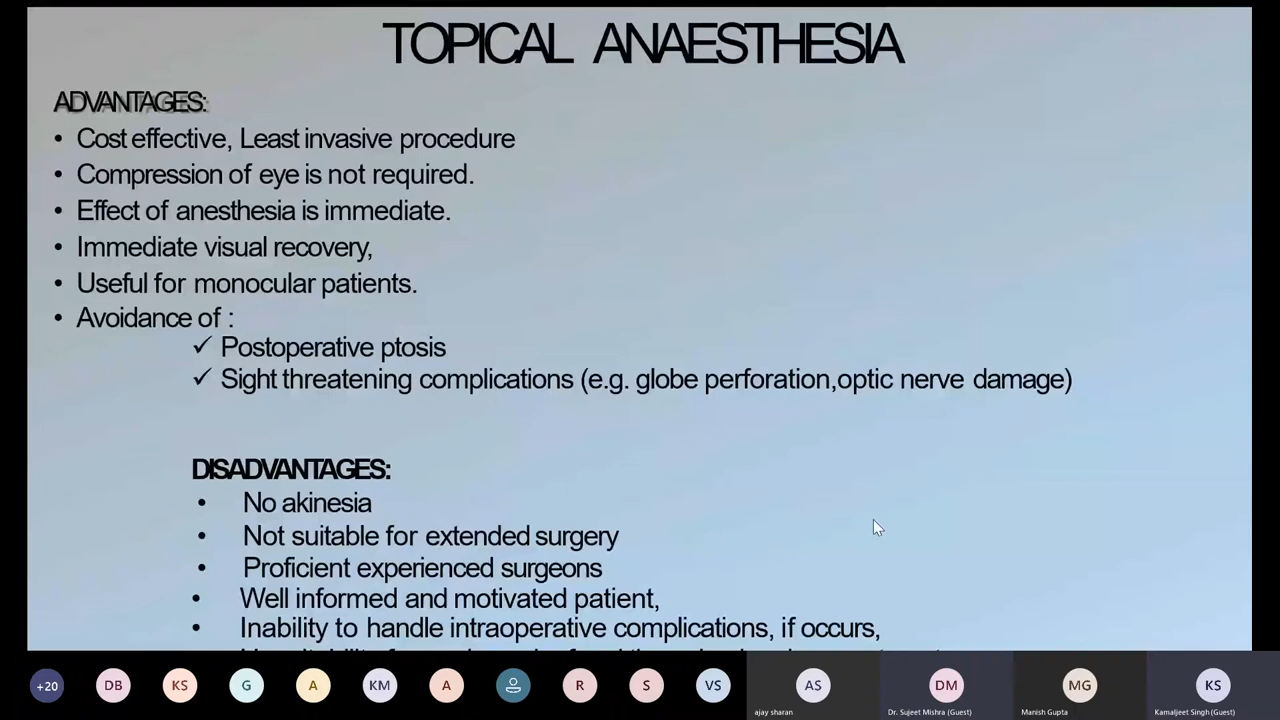 TOPICAL ANAESTHESIA
ADVANTAGES:
• Cost effective, Least invasive procedure
• Compression of eye is not required.
• Effect of anesthesia is immediate.
• Immediate visual recovery,
• Useful for monocular patients.
• Avoidance of :
✓ Postoperative ptosis
✓ Sight threatening complications (e.g. globe perforation,optic nerve damage)
DISADVANTAGES:
• No akinesia
• Not suitable for extended surgery
• Proficient experienced surgeons
• Well informed and motivated patient,
• Inability to handle intraoperative complications, if occurs,
+20 DB KS G A KM A R S VS AS DM MG KS
ajay sharan Dr. Sujeet Mishra (Guest) Manish Gupta Kamaljeet Singh (Guest)